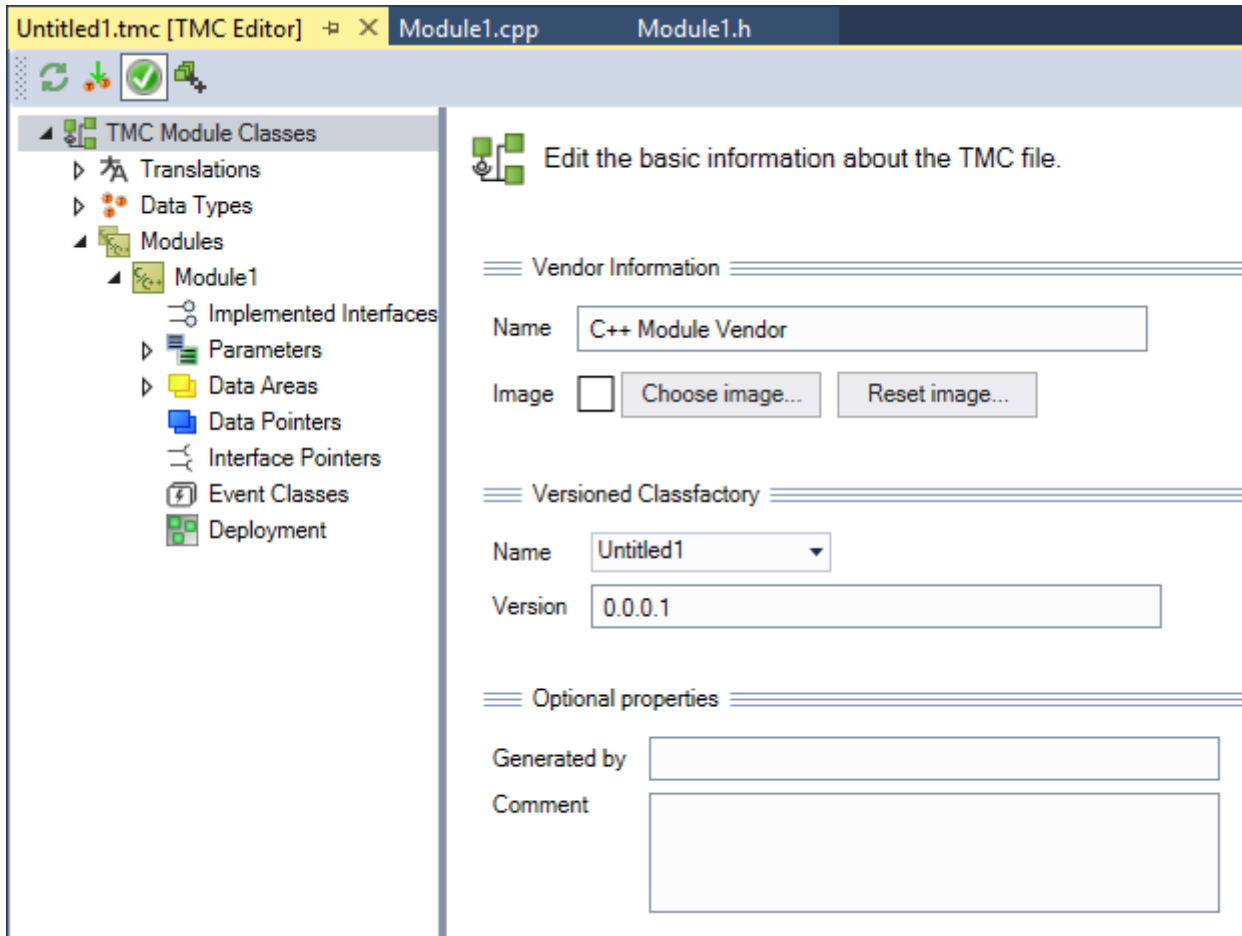 Untitled1.tmc [TMC Editor] Module1.cpp Module1.h
TMC Module Classes
Translations
Data Types
Modules
Module1
Implemented Interfaces
Parameters
Data Areas
Data Pointers
Interface Pointers
Event Classes
Deployment
Edit the basic information about the TMC file.
Vendor Information
Name C++ Module Vendor
Image Choose image... Reset image...
Versioned Classfactory
Name Untitled1
Version 0.0.0.1
Optional properties
Generated by
Comment